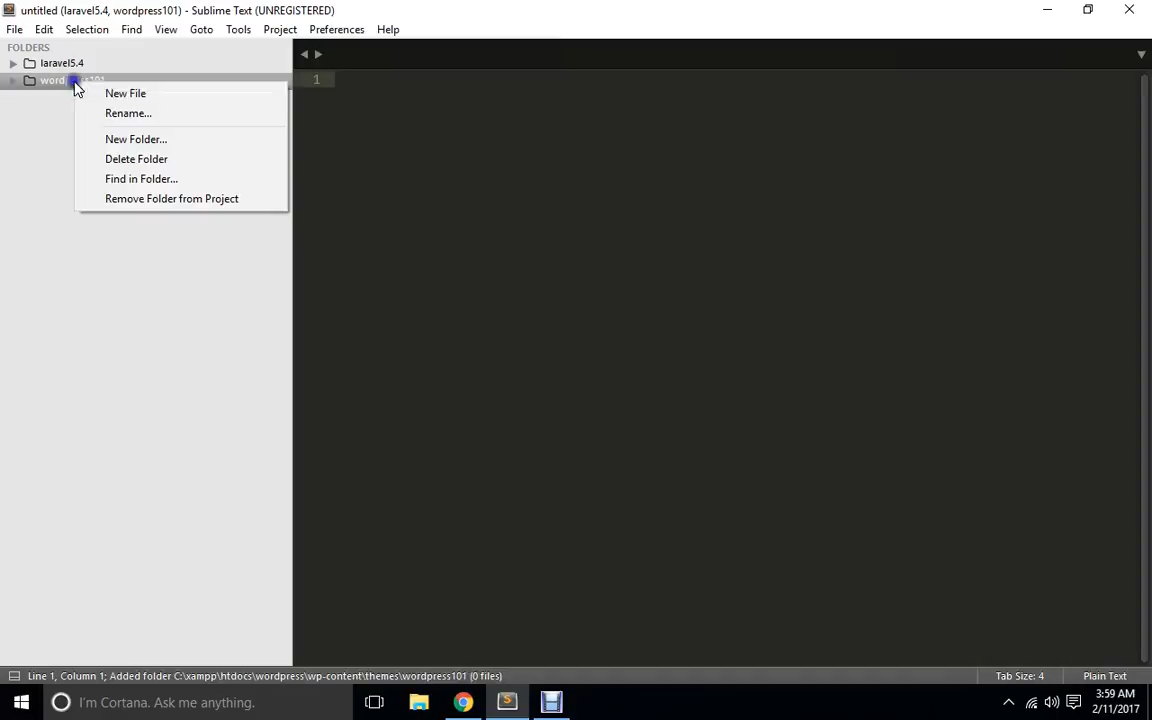 untitled (laravel5.4, wordpress101) - Sublime Text (UNREGISTERED)
File Edit Selection Find View Goto Tools Project Preferences Help
FOLDERS
laravel5.4
1
New File
Rename...
New Folder...
Delete Folder
Find in Folder...
Remove Folder from Project
Line 1, Column 1; Added folder C:\xampp\htdocs\wordpress\wp-content\themes\wordpress101 (0 files)
Tab Size: 4
Plain Text
I'm Cortana. Ask me anything.
3:59 AM
2/11/2017